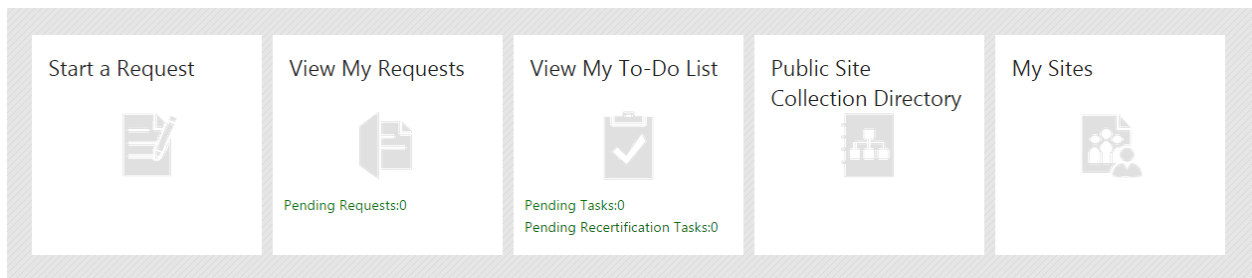 Start a Request
View My Requests
Pending Requests:0
View My To-Do List
Pending Tasks:0
Pending Recertification Tasks:0
Public Site
Collection Directory
My Sites